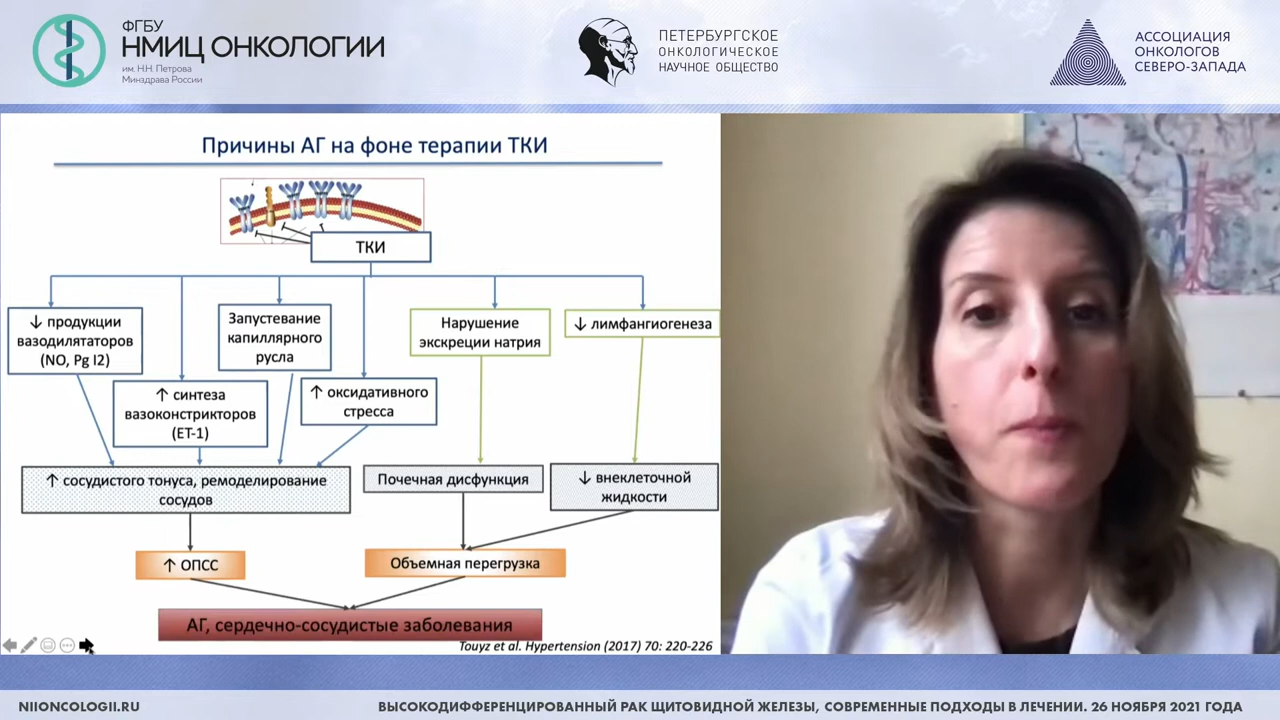 ФГБУ
НМИЦ ОНКОЛОГИИ
им. Н.Н. Петрова
Минздрава России
ПЕТЕРБУРГСКОЕ
ОНКОЛОГИЧЕСКОЕ
НАУЧНОЕ ОБЩЕСТВО
АССОЦИАЦИЯ
ОНКОЛОГОВ
СЕВЕРО-ЗАПАДА
Причины АГ на фоне терапии ТКИ
ТКИ
↓ продукции
вазодилятаторов
(NO, Pg I2)
↑ синтеза
вазоконстрикторов
(ET-1)
Запустевание
капиллярного
русла
↑ оксидативного
стресса
Нарушение
экскреции натрия
↓ лимфангиогенеза
↑ сосудистого тонуса, ремоделирование
сосудов
Почечная дисфункция
↓ внеклеточной
жидкости
↑ ОПСС
Объемная перегрузка
АГ, сердечно-сосудистые заболевания
Touyz et al. Hypertension (2017) 70: 220-226
NIIONCOLOGII.RU
ВЫСОКОДИФФЕРЕНЦИРОВАННЫЙ РАК ЩИТОВИДНОЙ ЖЕЛЕЗЫ, СОВРЕМЕННЫЕ ПОДХОДЫ В ЛЕЧЕНИИ. 26 НОЯБРЯ 2021 ГОДА